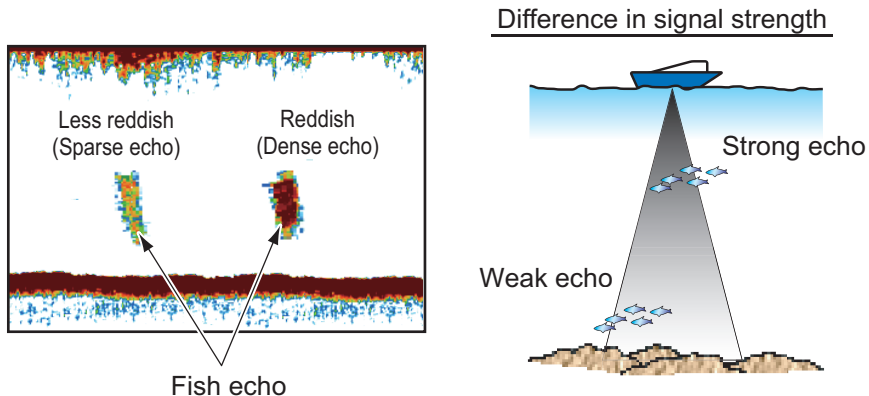 Difference in signal strength
Less reddish
(Sparse echo)
Reddish
(Dense echo)
Fish echo
Strong echo
Weak echo